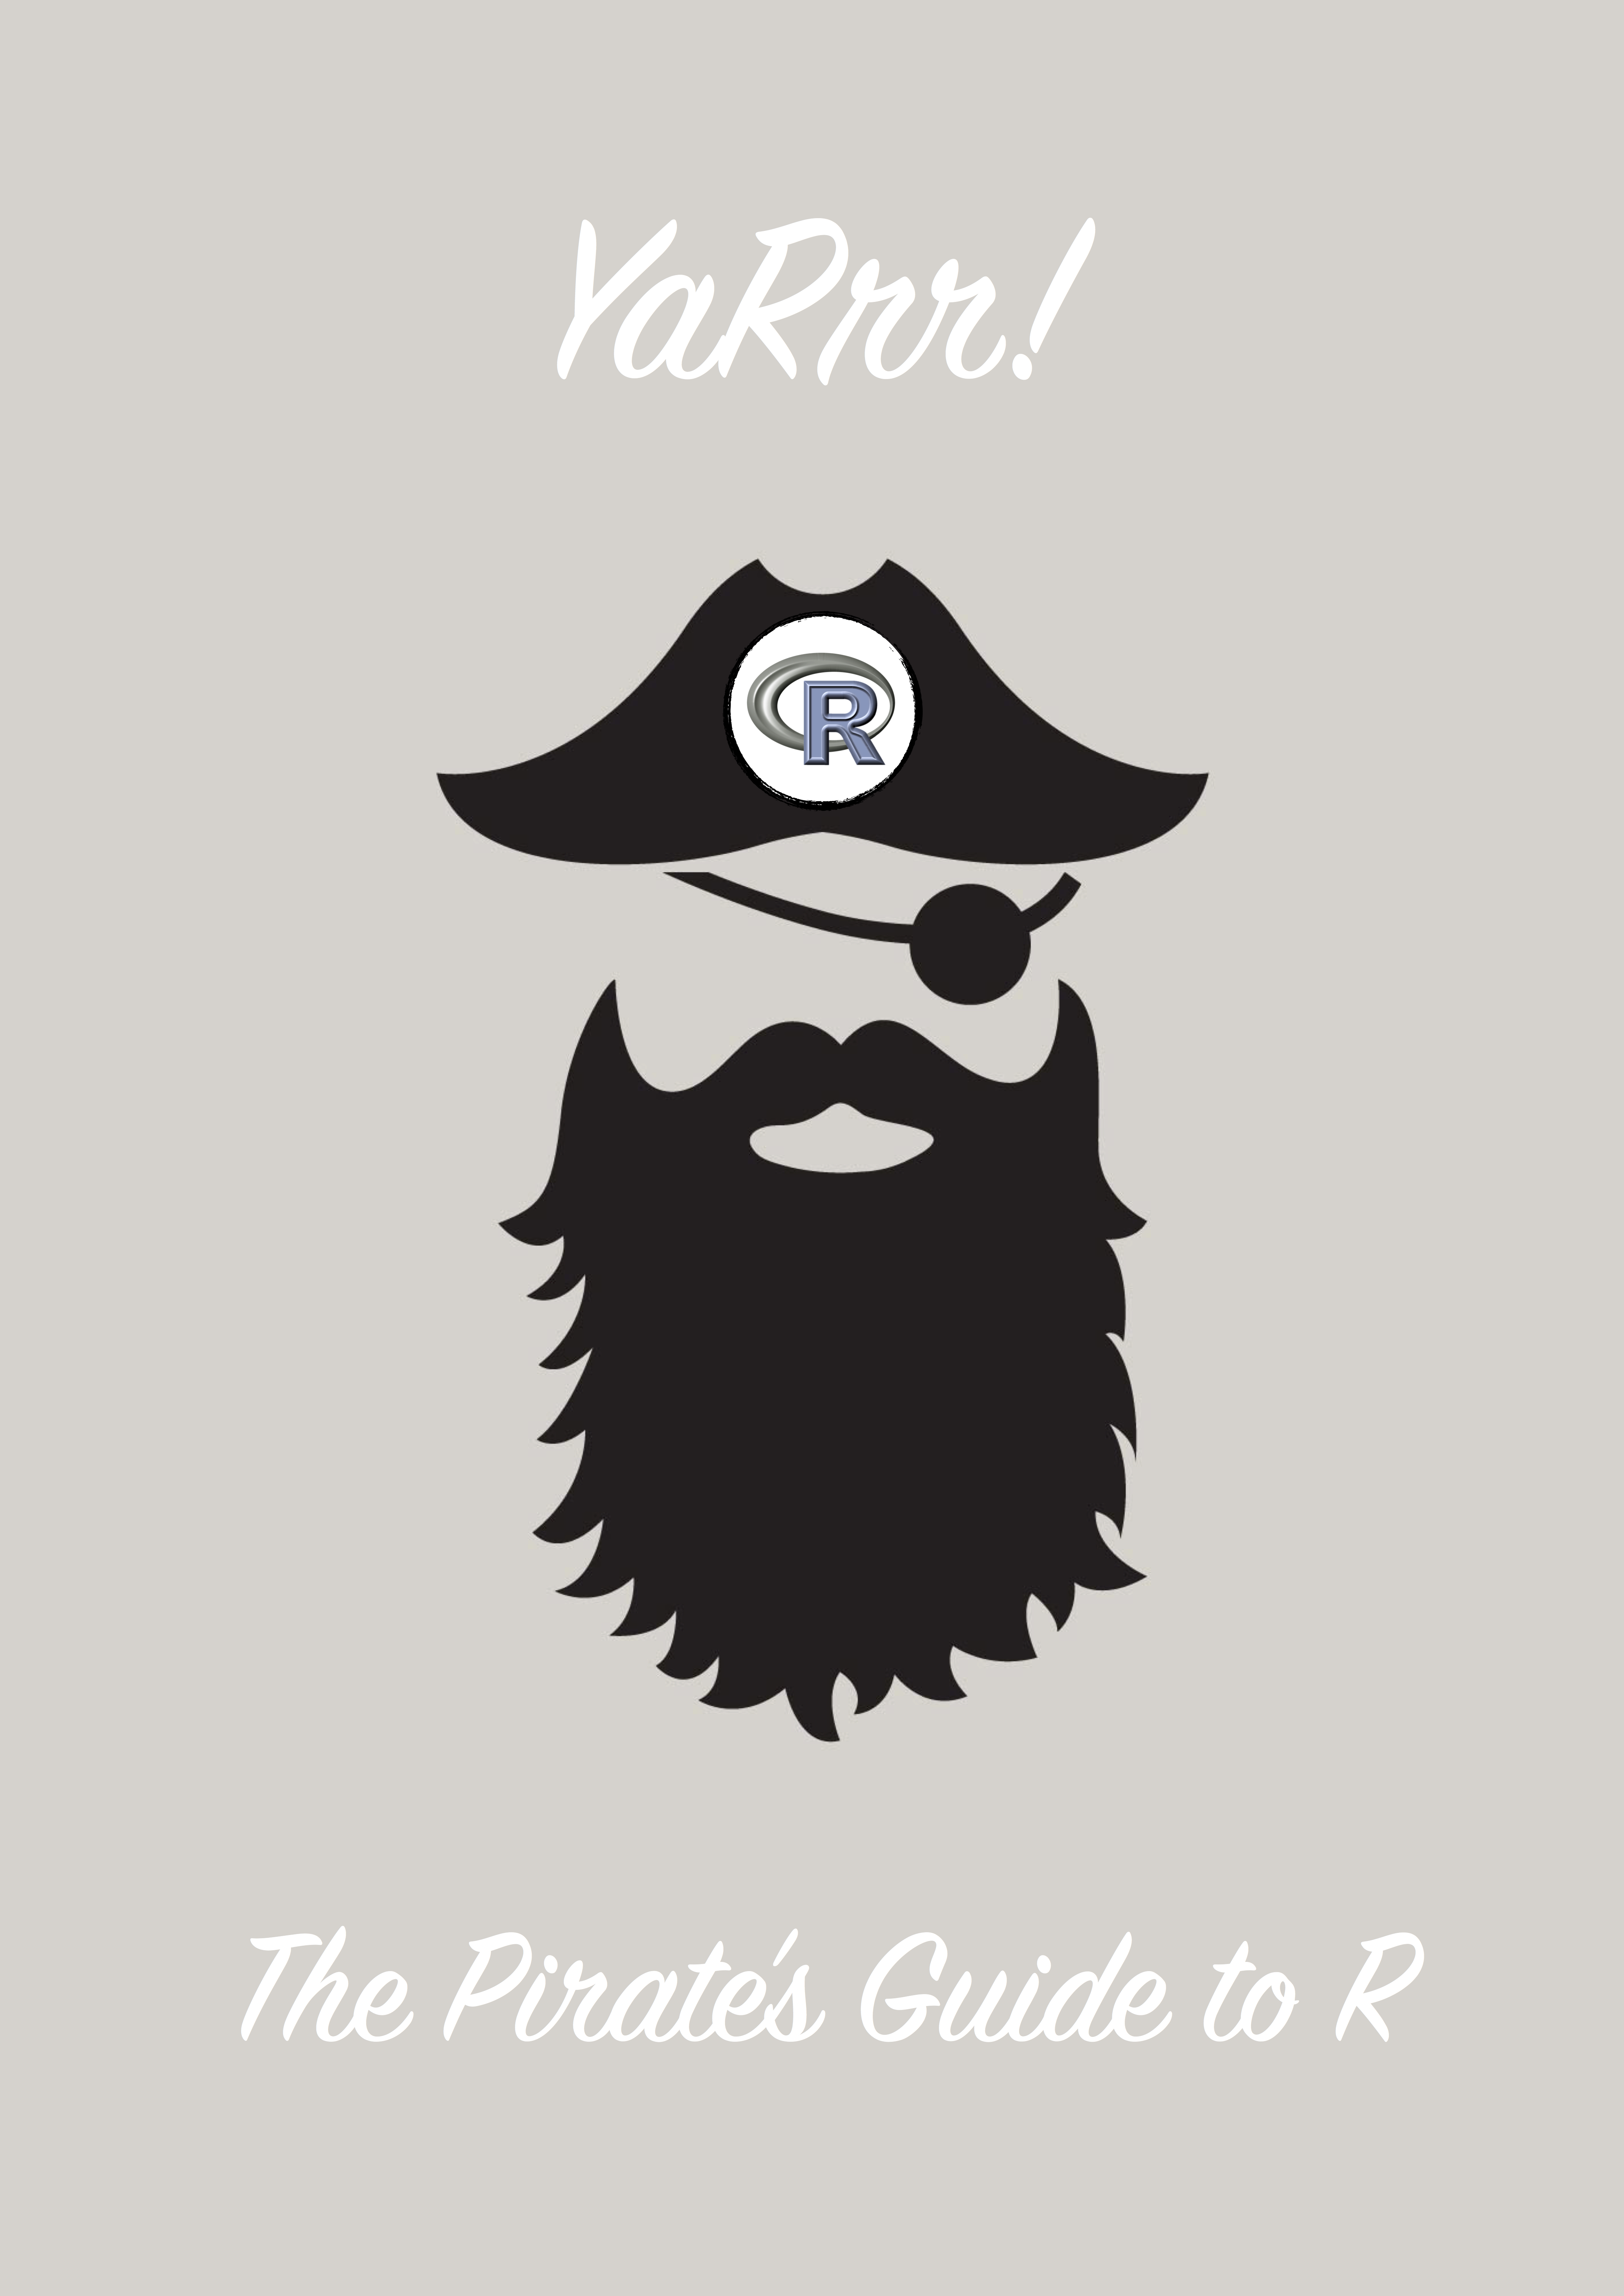 YaRrr!
R
The Pirate's Guide to R